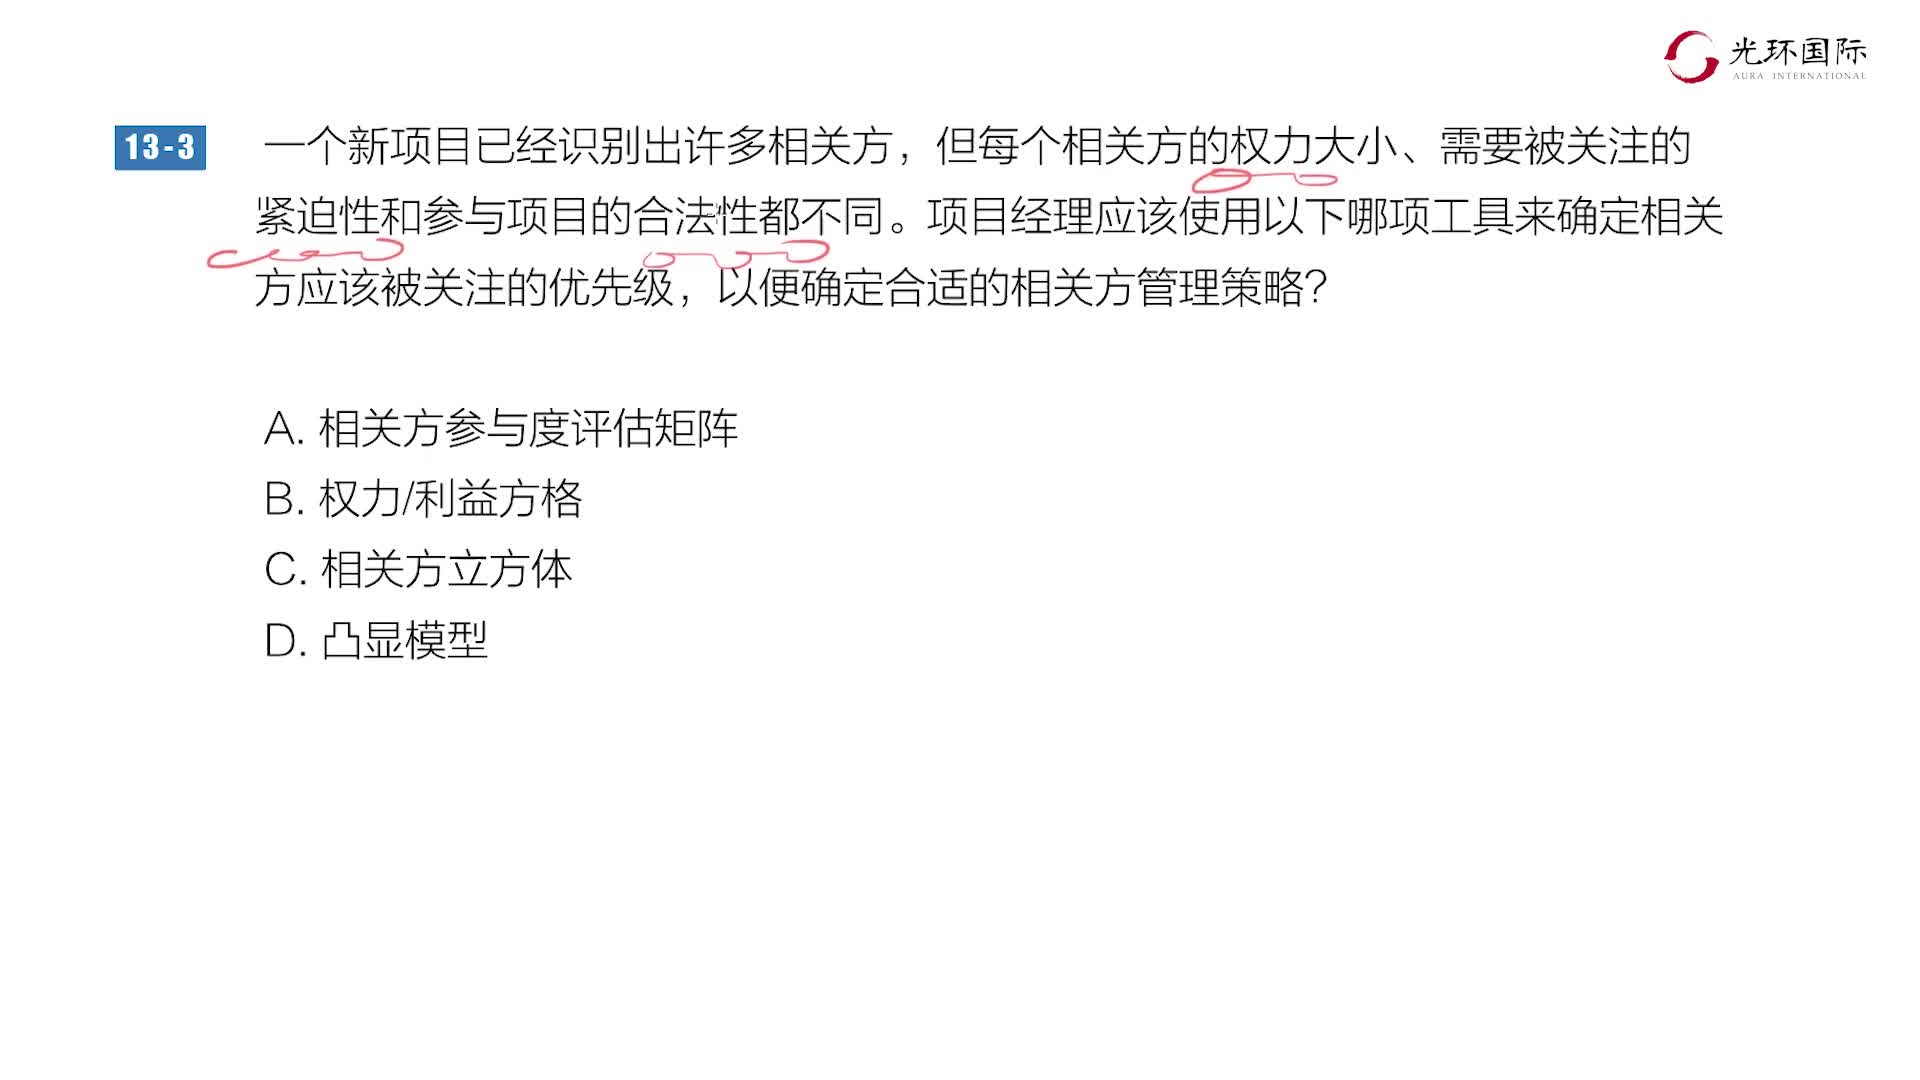 光环国际
AURA INTERNATIONAL
13-3 一个新项目已经识别出许多相关方，但每个相关方的权力大小、需要被关注的
紧迫性和参与项目的合法性都不同。项目经理应该使用以下哪项工具来确定相关
方应该被关注的优先级，以便确定合适的相关方管理策略？
A. 相关方参与度评估矩阵
B. 权力/利益方格
C. 相关方立方体
D. 凸显模型